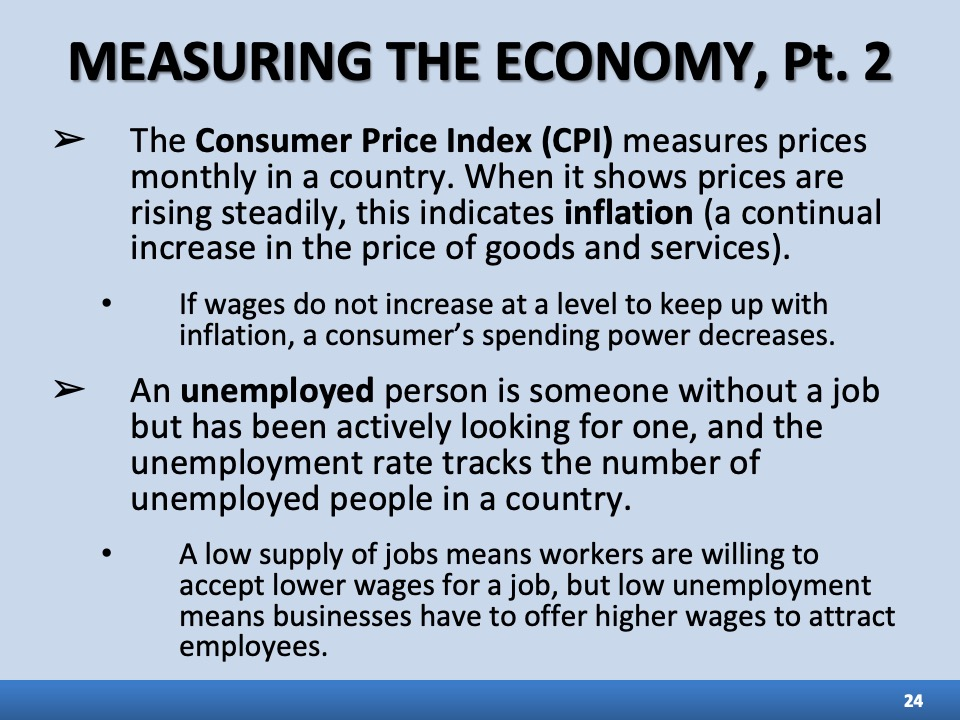 MEASURING THE ECONOMY, Pt. 2
➢ The Consumer Price Index (CPI) measures prices
monthly in a country. When it shows prices are
rising steadily, this indicates inflation (a continual
increase in the price of goods and services).
• If wages do not increase at a level to keep up with
inflation, a consumer’s spending power decreases.
➢ An unemployed person is someone without a job
but has been actively looking for one, and the
unemployment rate tracks the number of
unemployed people in a country.
• A low supply of jobs means workers are willing to
accept lower wages for a job, but low unemployment
means businesses have to offer higher wages to attract
employees.
24